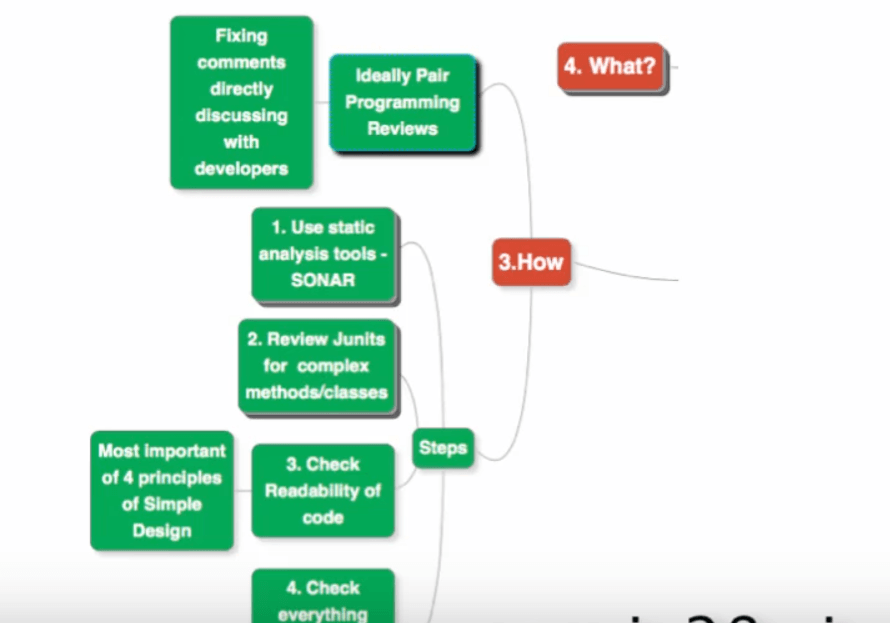 Fixing
comments
directly
discussing
with
developers
Ideally Pair
Programming
Reviews
4. What?
1. Use static
analysis tools -
SONAR
3.How
2. Review Junits
for complex
methods/classes
Steps
Most important
of 4 principles
of Simple
Design
3. Check
Readability of
code
4. Check
everything